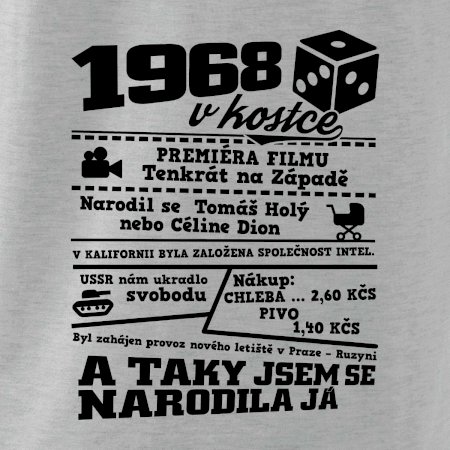 1968
v kostce
PREMIÉRA FILMU
Tenkrát na Západě
Narodil se Tomáš Holý
nebo Céline Dion
V KALIFORNII BYLA ZALOŽENA SPOLEČNOST INTEL.
USSR nám ukradlo
svobodu
Nákup:
CHLEBA ... 2,60 KČS
PIVO
1,40 KČS
Byl zahájen provoz nového letiště v Praze - Ruzyni
A TAKY JSEM SE
NARODILA JÁ